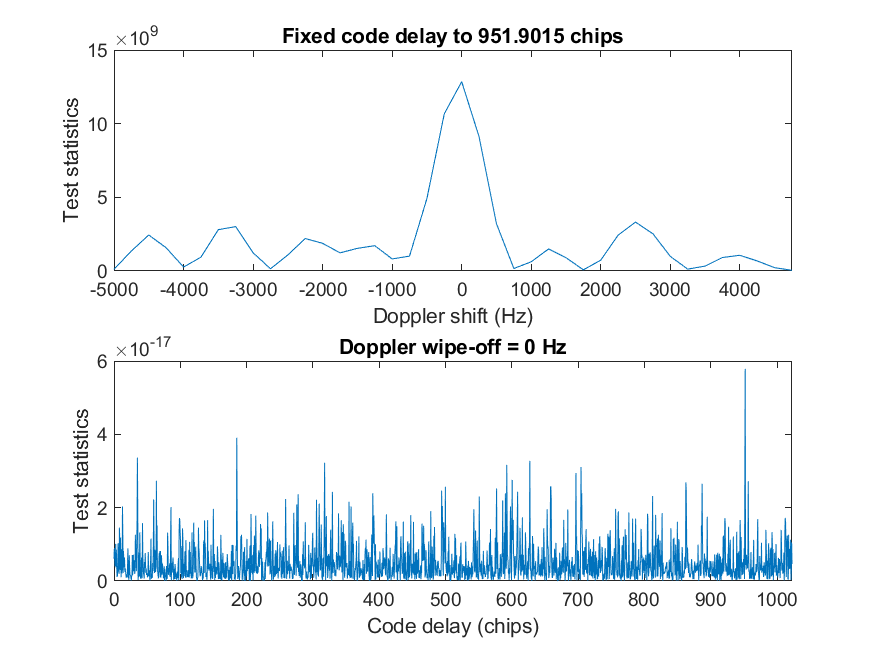 ×10^9
Fixed code delay to 951.9015 chips
15
10
5
0
Test statistics
-5000 -4000 -3000 -2000 -1000 0 1000 2000 3000 4000
Doppler shift (Hz)
×10^-17
Doppler wipe-off = 0 Hz
6
4
2
0
Test statistics
0 100 200 300 400 500 600 700 800 900 1000
Code delay (chips)